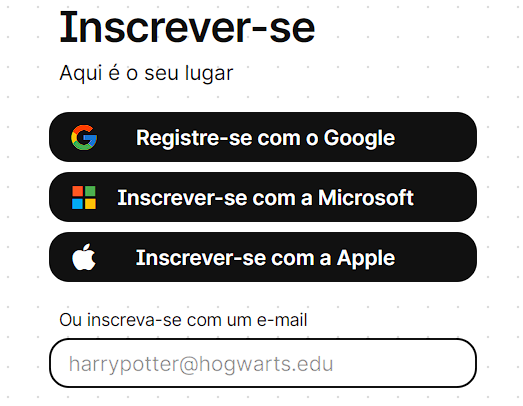 Inscrever-se
Aqui é o seu lugar
Registre-se com o Google
Inscrever-se com a Microsoft
Inscrever-se com a Apple
Ou inscreva-se com um e-mail
harrypotter@hogwarts.edu